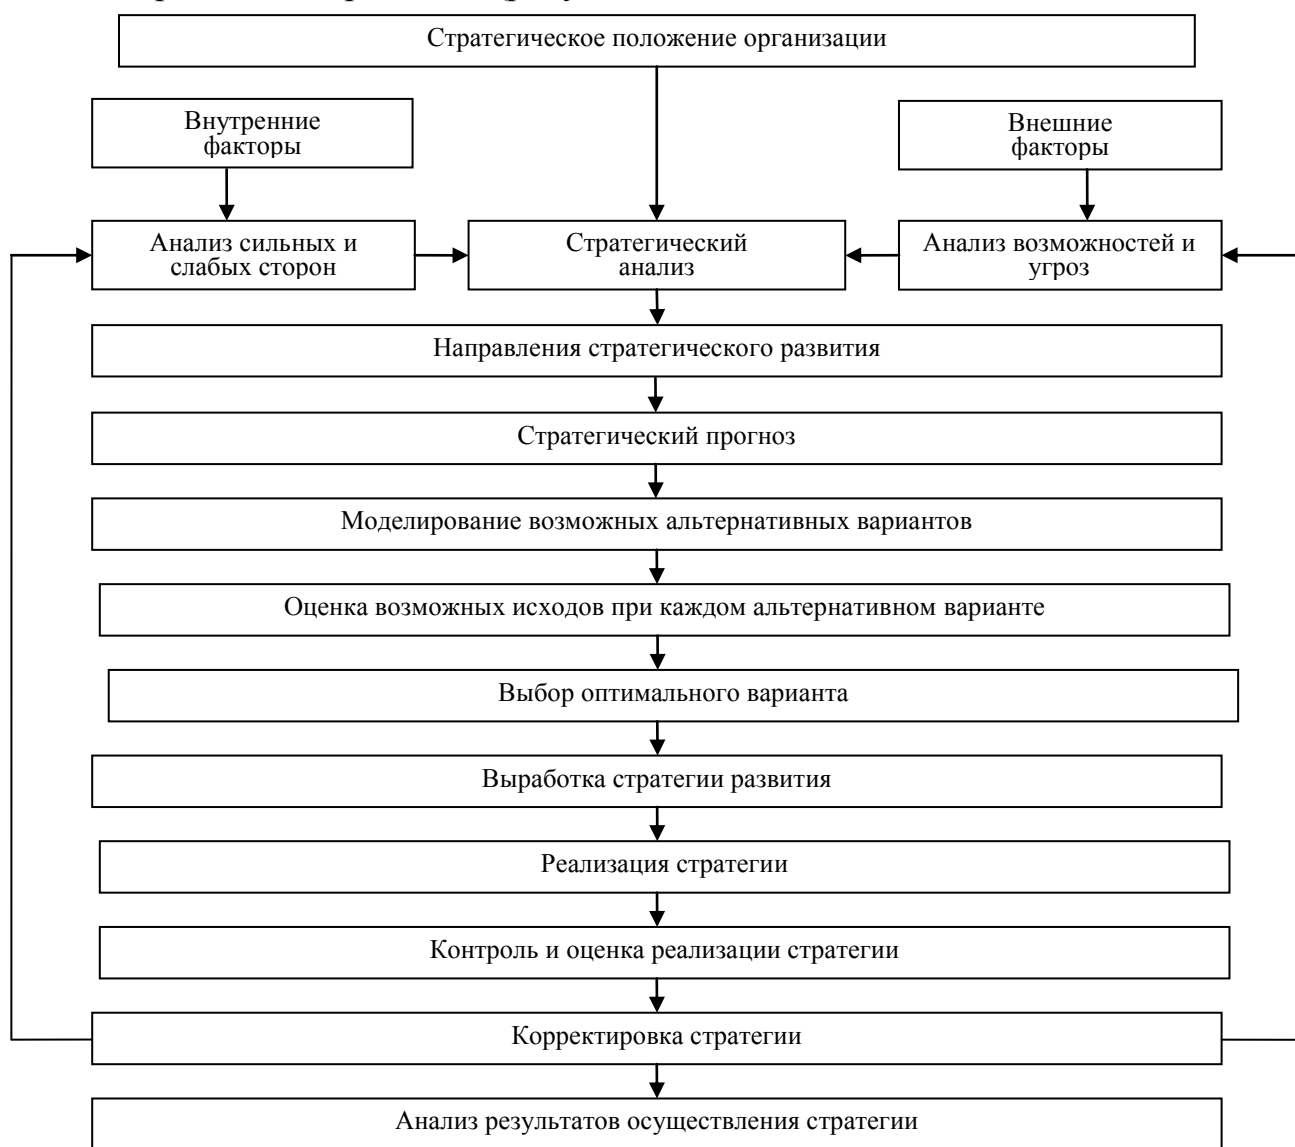 Стратегическое положение организации
Внутренние
факторы
Внешние
факторы
Анализ сильных и
слабых сторон
Стратегический
анализ
Анализ возможностей и
угроз
Направления стратегического развития
Стратегический прогноз
Моделирование возможных альтернативных вариантов
Оценка возможных исходов при каждом альтернативном варианте
Выбор оптимального варианта
Выработка стратегии развития
Реализация стратегии
Контроль и оценка реализации стратегии
Корректировка стратегии
Анализ результатов осуществления стратегии